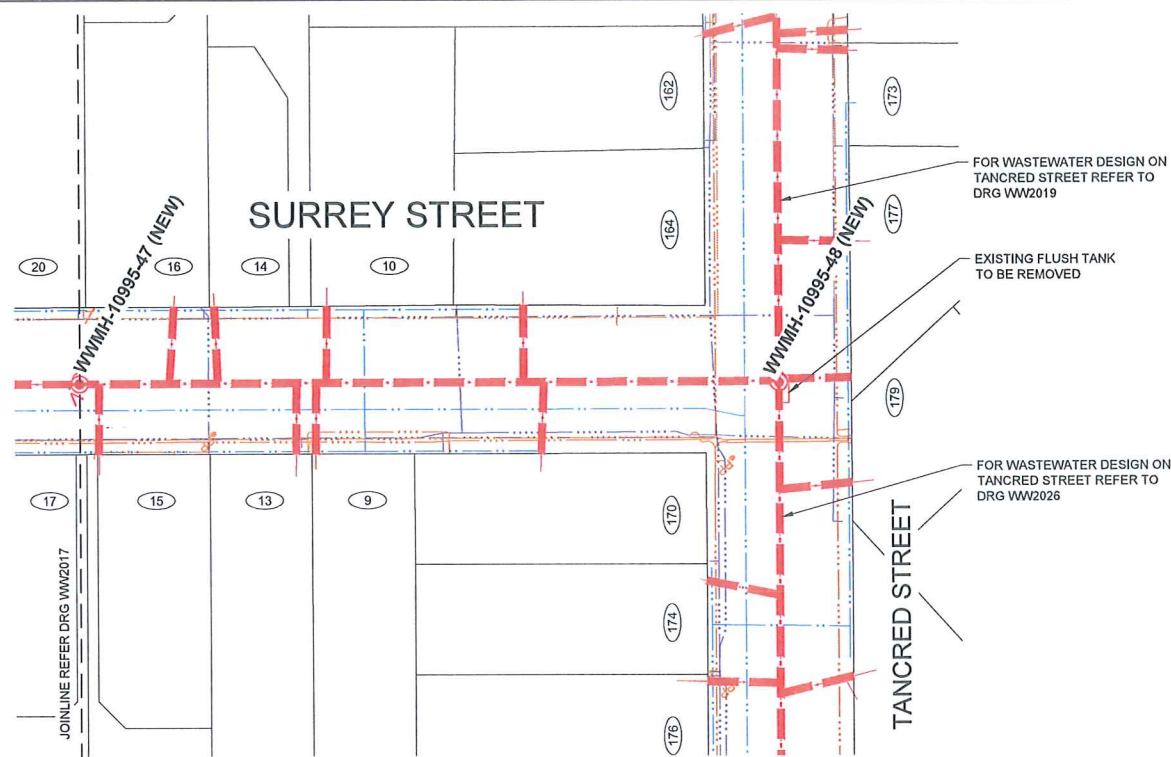 162
173
FOR WASTEWATER DESIGN ON
TANCRED STREET REFER TO
DRG WW2019
SURREY STREET
164
177
WWMH-10995-47 (NEW)
WWMH-10995-48 (NEW)
20
16
14
10
EXISTING FLUSH TANK
TO BE REMOVED
179
FOR WASTEWATER DESIGN ON
TANCRED STREET REFER TO
DRG WW2026
17
15
13
9
170
TANCRED STREET
174
176
JOINLINE REFER DRG WW2017